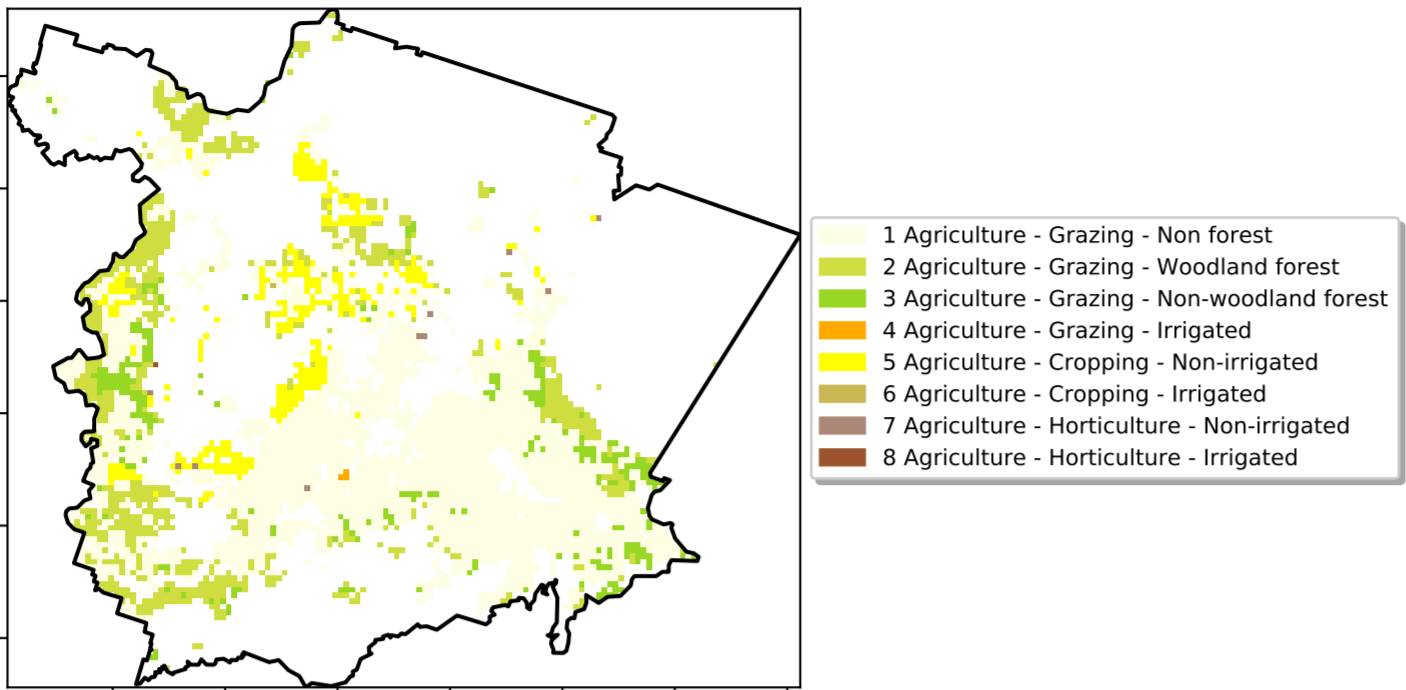 1 Agriculture - Grazing - Non forest
2 Agriculture - Grazing - Woodland forest
3 Agriculture - Grazing - Non-woodland forest
4 Agriculture - Grazing - Irrigated
5 Agriculture - Cropping - Non-irrigated
6 Agriculture - Cropping - Irrigated
7 Agriculture - Horticulture - Non-irrigated
8 Agriculture - Horticulture - Irrigated